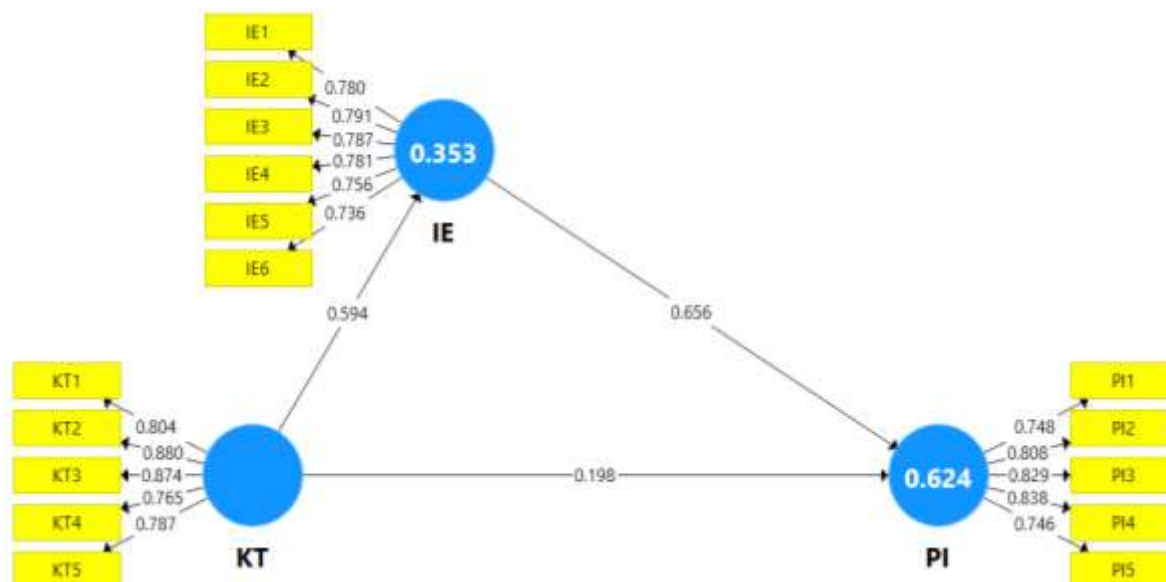 IE1
IE2
IE3
IE4
IE5
IE6
0.780
0.791
0.787
0.781
0.756
0.736
0.353
IE
0.594
0.656
KT1
KT2
KT3
KT4
KT5
0.804
0.880
0.874
0.765
0.787
KT
0.198
0.624
PI
0.748
0.808
0.829
0.838
0.746
PI1
PI2
PI3
PI4
PI5